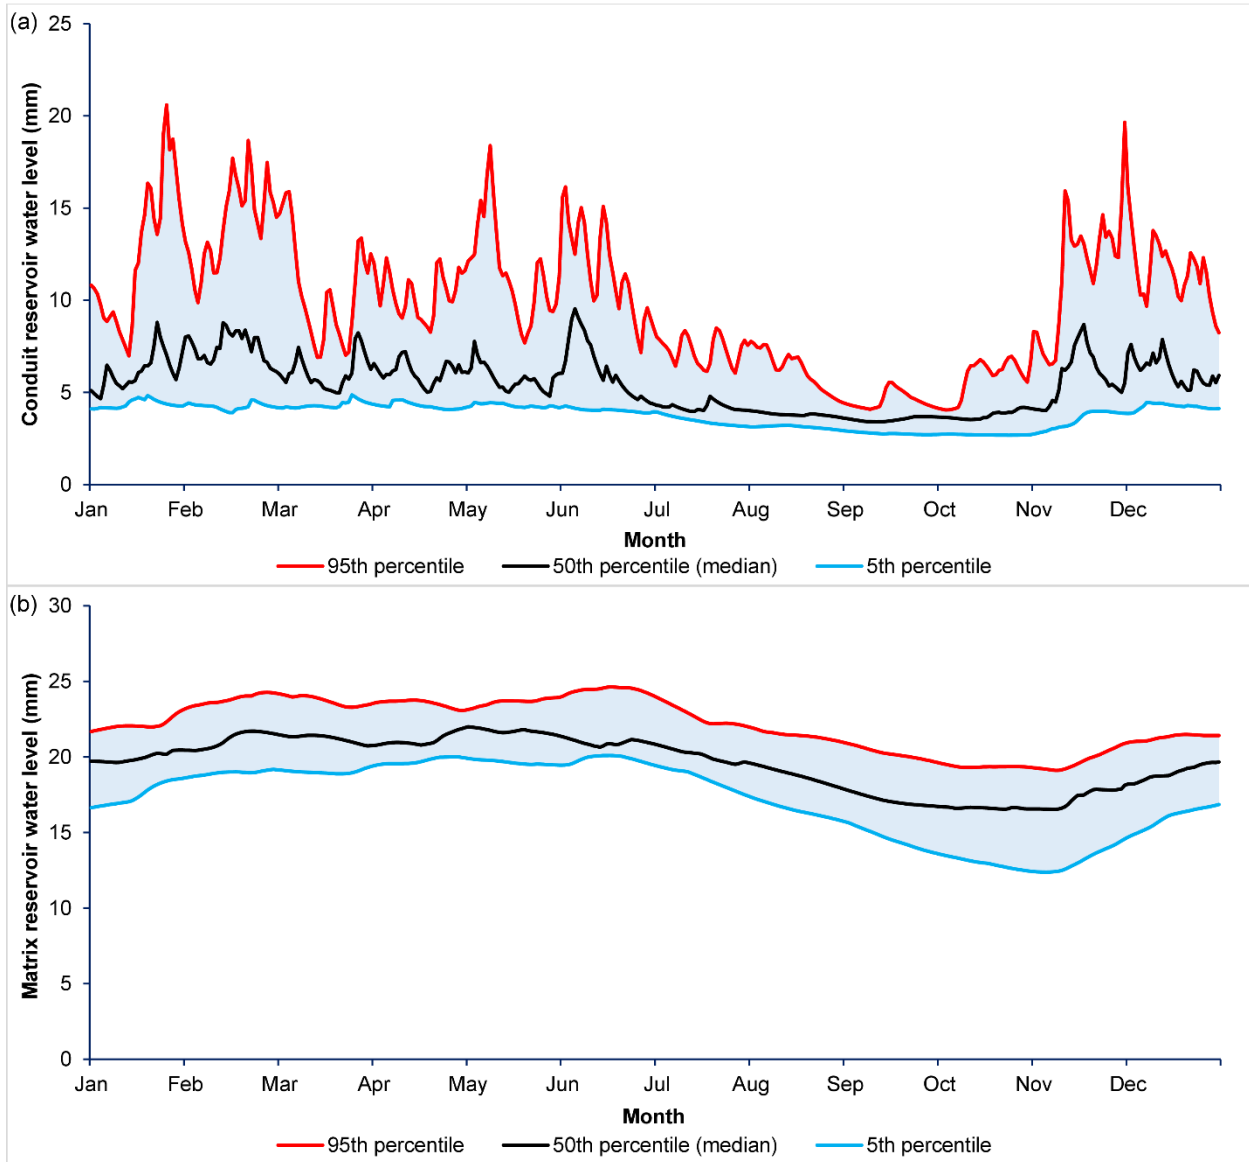 (a)
25
20
15
10
5
0
Conduit reservoir water level (mm)
Jan Feb Mar Apr May Jun Jul Aug Sep Oct Nov Dec
Month
95th percentile 50th percentile (median) 5th percentile
(b)
30
25
20
15
10
5
0
Matrix reservoir water level (mm)
Jan Feb Mar Apr May Jun Jul Aug Sep Oct Nov Dec
Month
95th percentile 50th percentile (median) 5th percentile